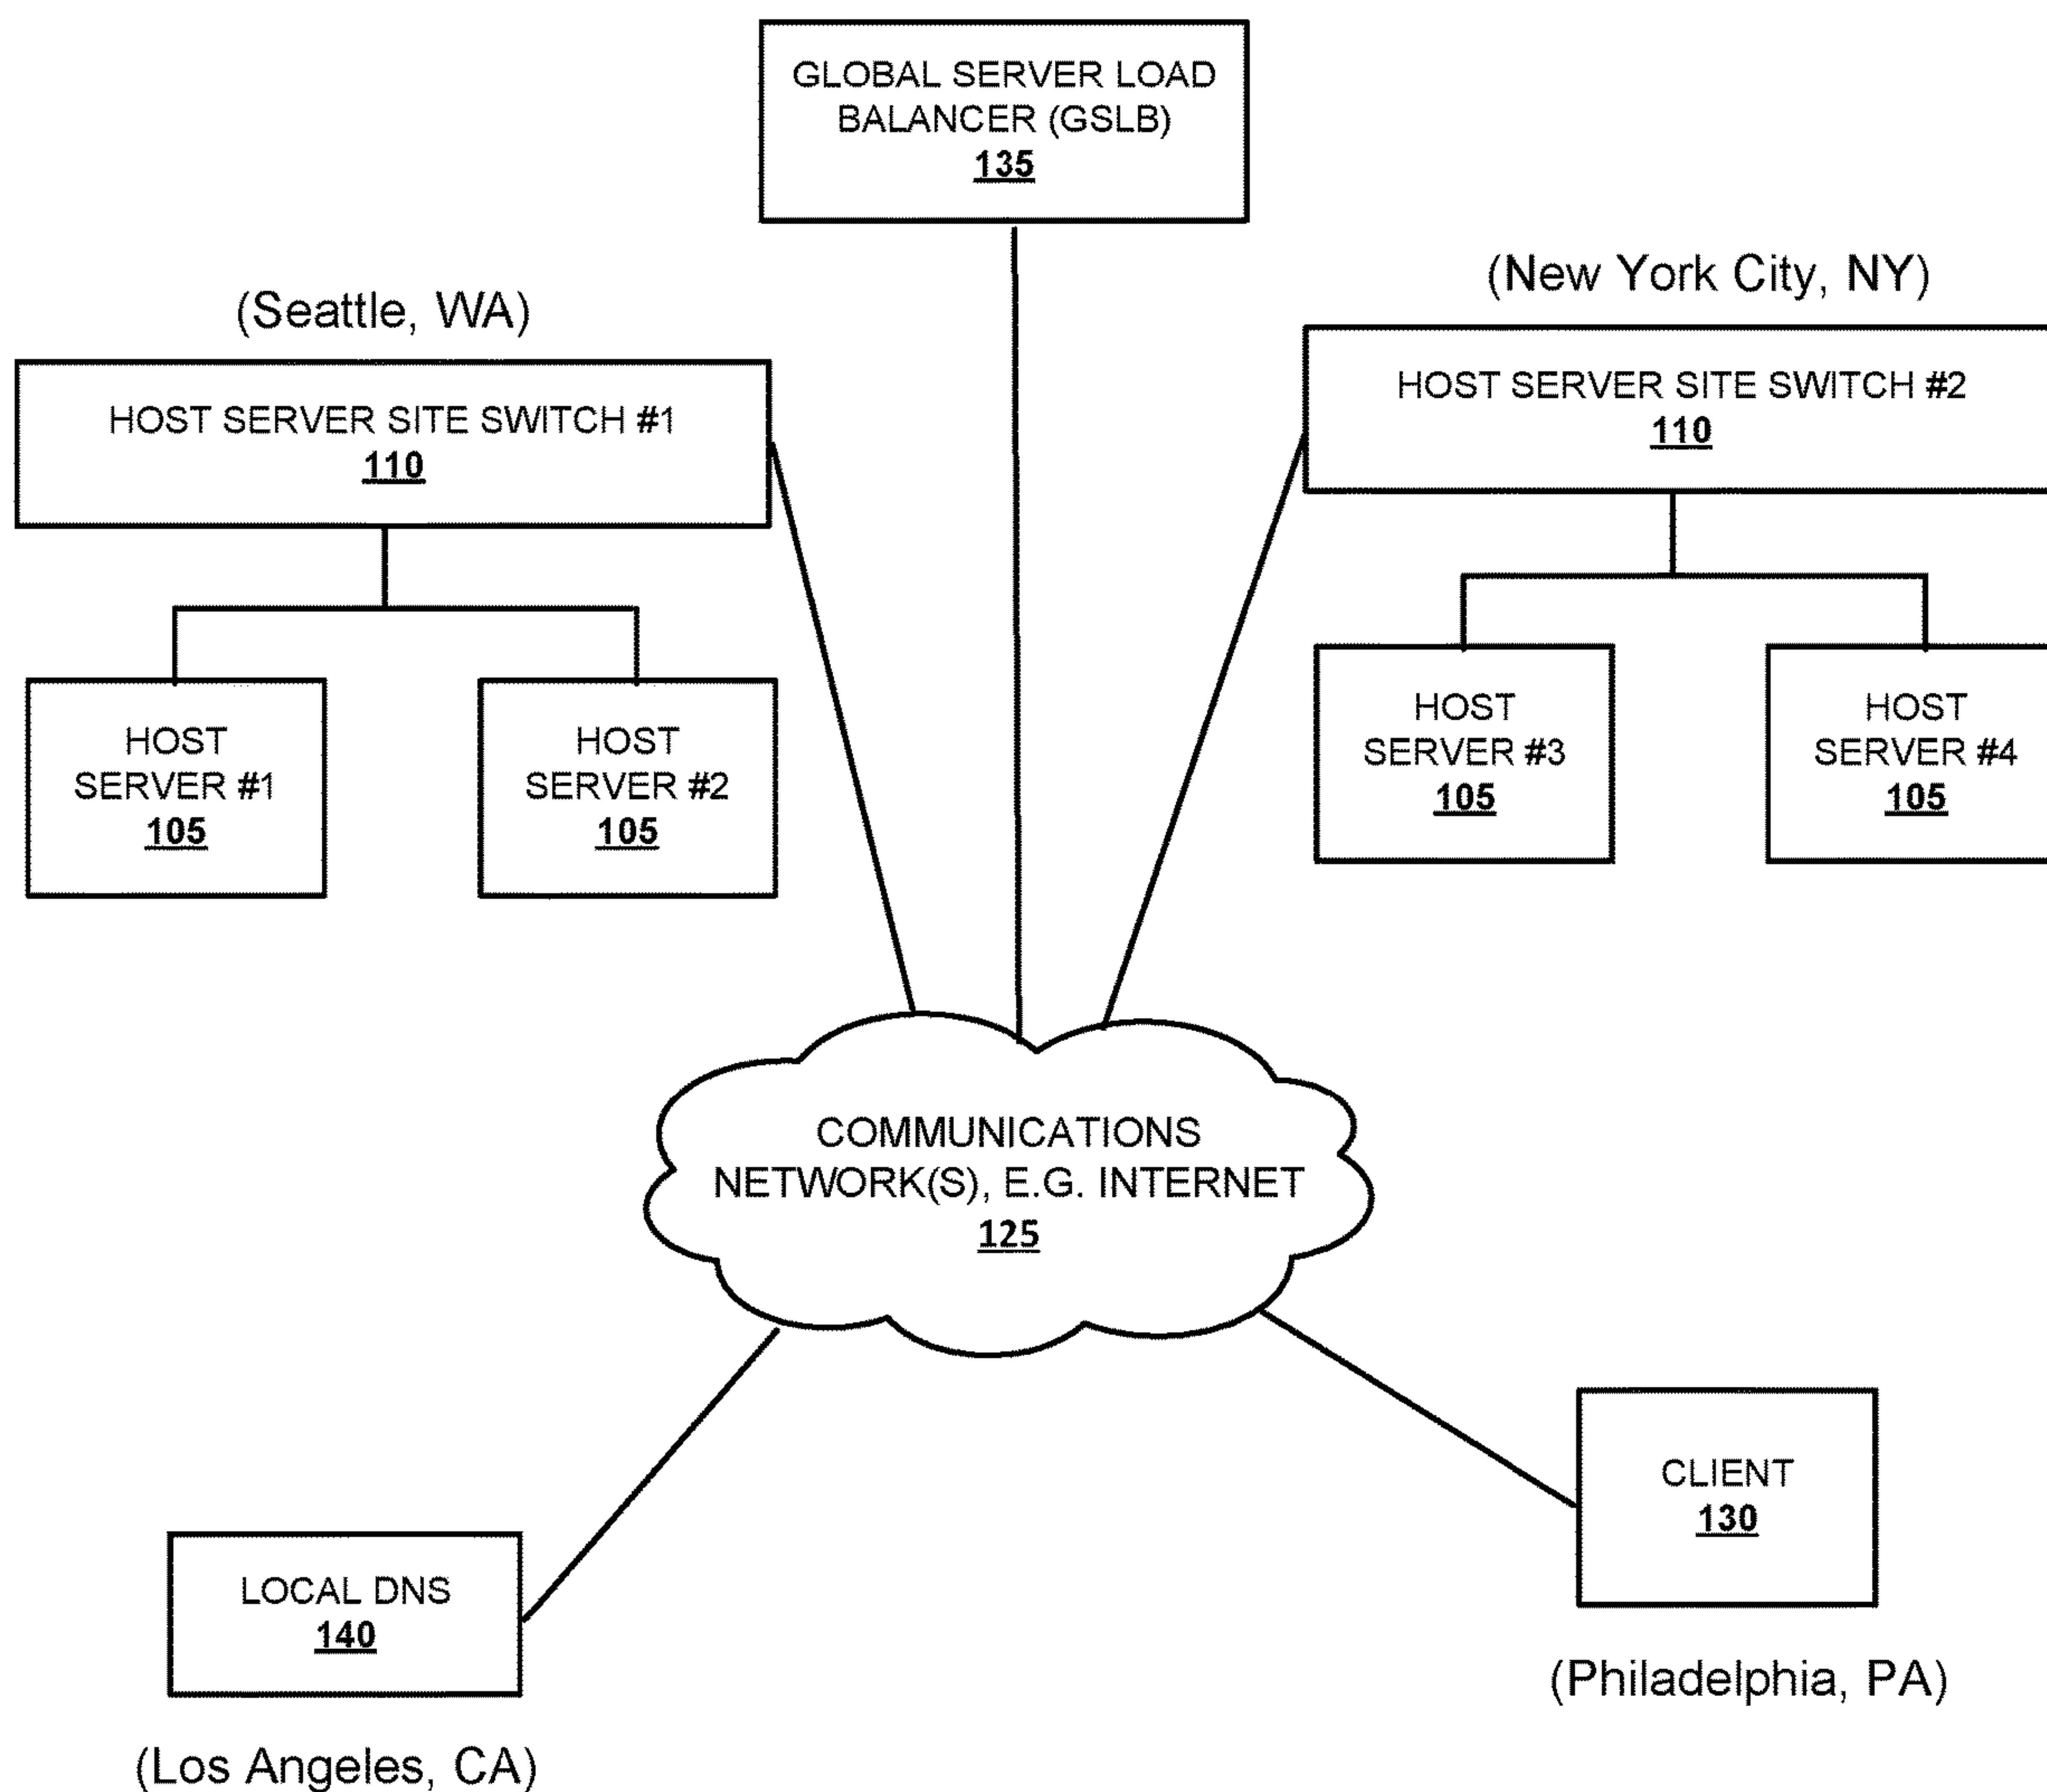 GLOBAL SERVER LOAD
BALANCER (GSLB)
135
(Seattle, WA)
(New York City, NY)
HOST SERVER SITE SWITCH #1
110
HOST SERVER SITE SWITCH #2
110
HOST
SERVER #1
105
HOST
SERVER #2
105
HOST
SERVER #3
105
HOST
SERVER #4
105
COMMUNICATIONS
NETWORK(S), E.G. INTERNET
125
LOCAL DNS
140
(Los Angeles, CA)
CLIENT
130
(Philadelphia, PA)